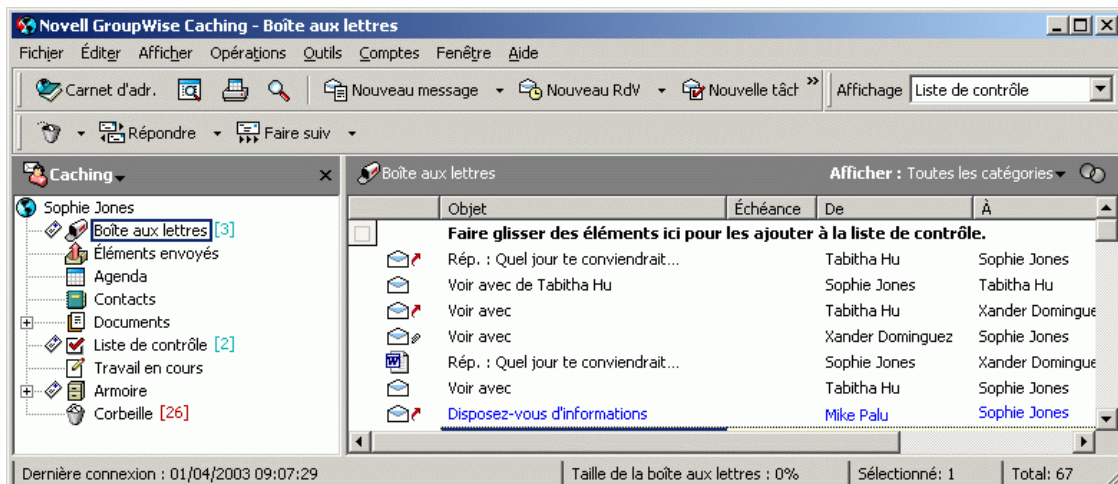 Novell GroupWise Caching - Boîte aux lettres
Fichier Éditer Afficher Opérations Outils Comptes Fenêtre Aide
Carnet d'adr. Nouveau message Nouveau RdV Nouvelle tâch » Affichage Liste de contrôle
Répondre Faire suiv
Caching Boîte aux lettres Afficher : Toutes les catégories
Sophie Jones
Boîte aux lettres [3]
Éléments envoyés
Agenda
Contacts
Documents
Liste de contrôle [2]
Travail en cours
Armoire
Corbeille [26]
Objet Échéance De À
Faire glisser des éléments ici pour les ajouter à la liste de contrôle.
Rép. : Quel jour te conviendrait... Tabitha Hu Sophie Jones
Voir avec de Tabitha Hu Sophie Jones Tabitha Hu
Voir avec Tabitha Hu Xander Domingue
Voir avec Xander Dominguez Sophie Jones
Rép. : Quel jour te conviendrait... Sophie Jones Xander Domingue
Voir avec Tabitha Hu Sophie Jones
Disposez-vous d'informations Mike Palu Sophie Jones
Dernière connexion : 01/04/2003 09:07:29 Taille de la boîte aux lettres : 0% Sélectionné: 1 Total: 67